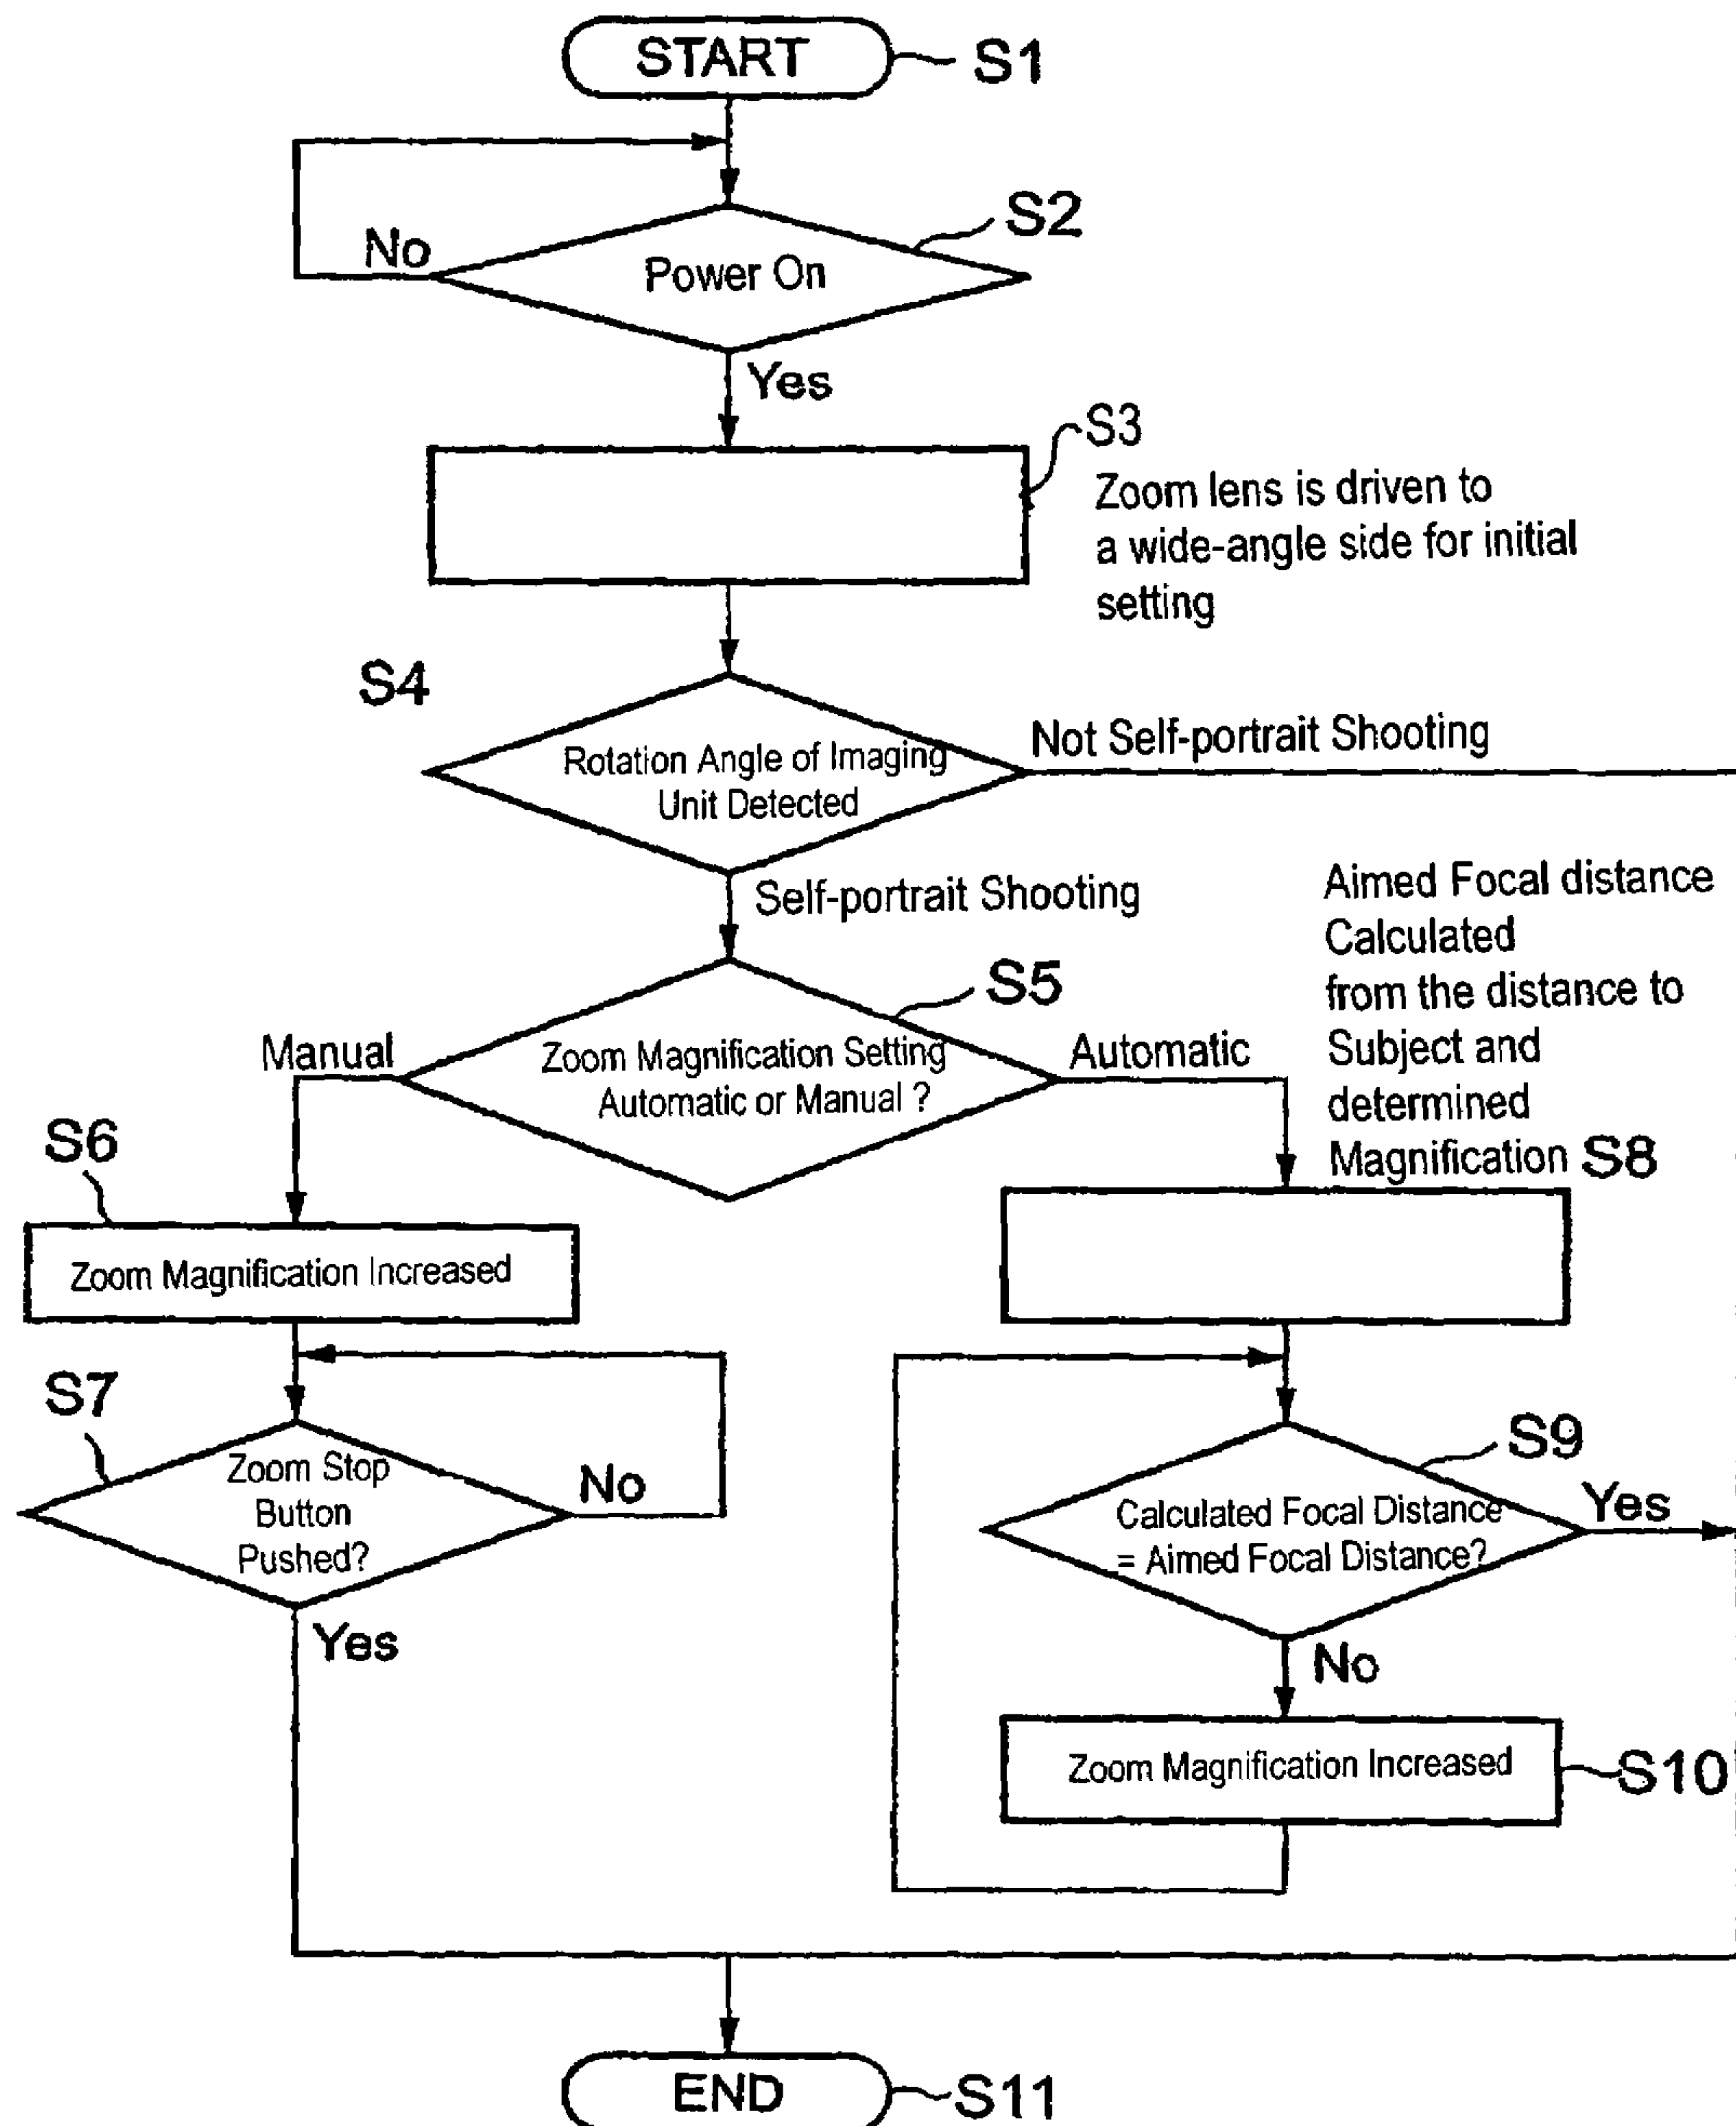 START
S1
S2
No
Power On
Yes
S3
Zoom lens is driven to
a wide-angle side for initial
setting
S4
Rotation Angle of Imaging
Unit Detected
Not Self-portrait Shooting
Self-portrait Shooting
Aimed Focal distance
Calculated
from the distance to
Subject and
determined
Magnification S8
S5
Manual
Zoom Magnification Setting
Automatic or Manual ?
Automatic
S6
Zoom Magnification Increased
S7
Zoom Stop
Button
Pushed?
No
Yes
S9
Calculated Focal Distance
= Aimed Focal Distance?
Yes
No
Zoom Magnification Increased
S10
END
S11